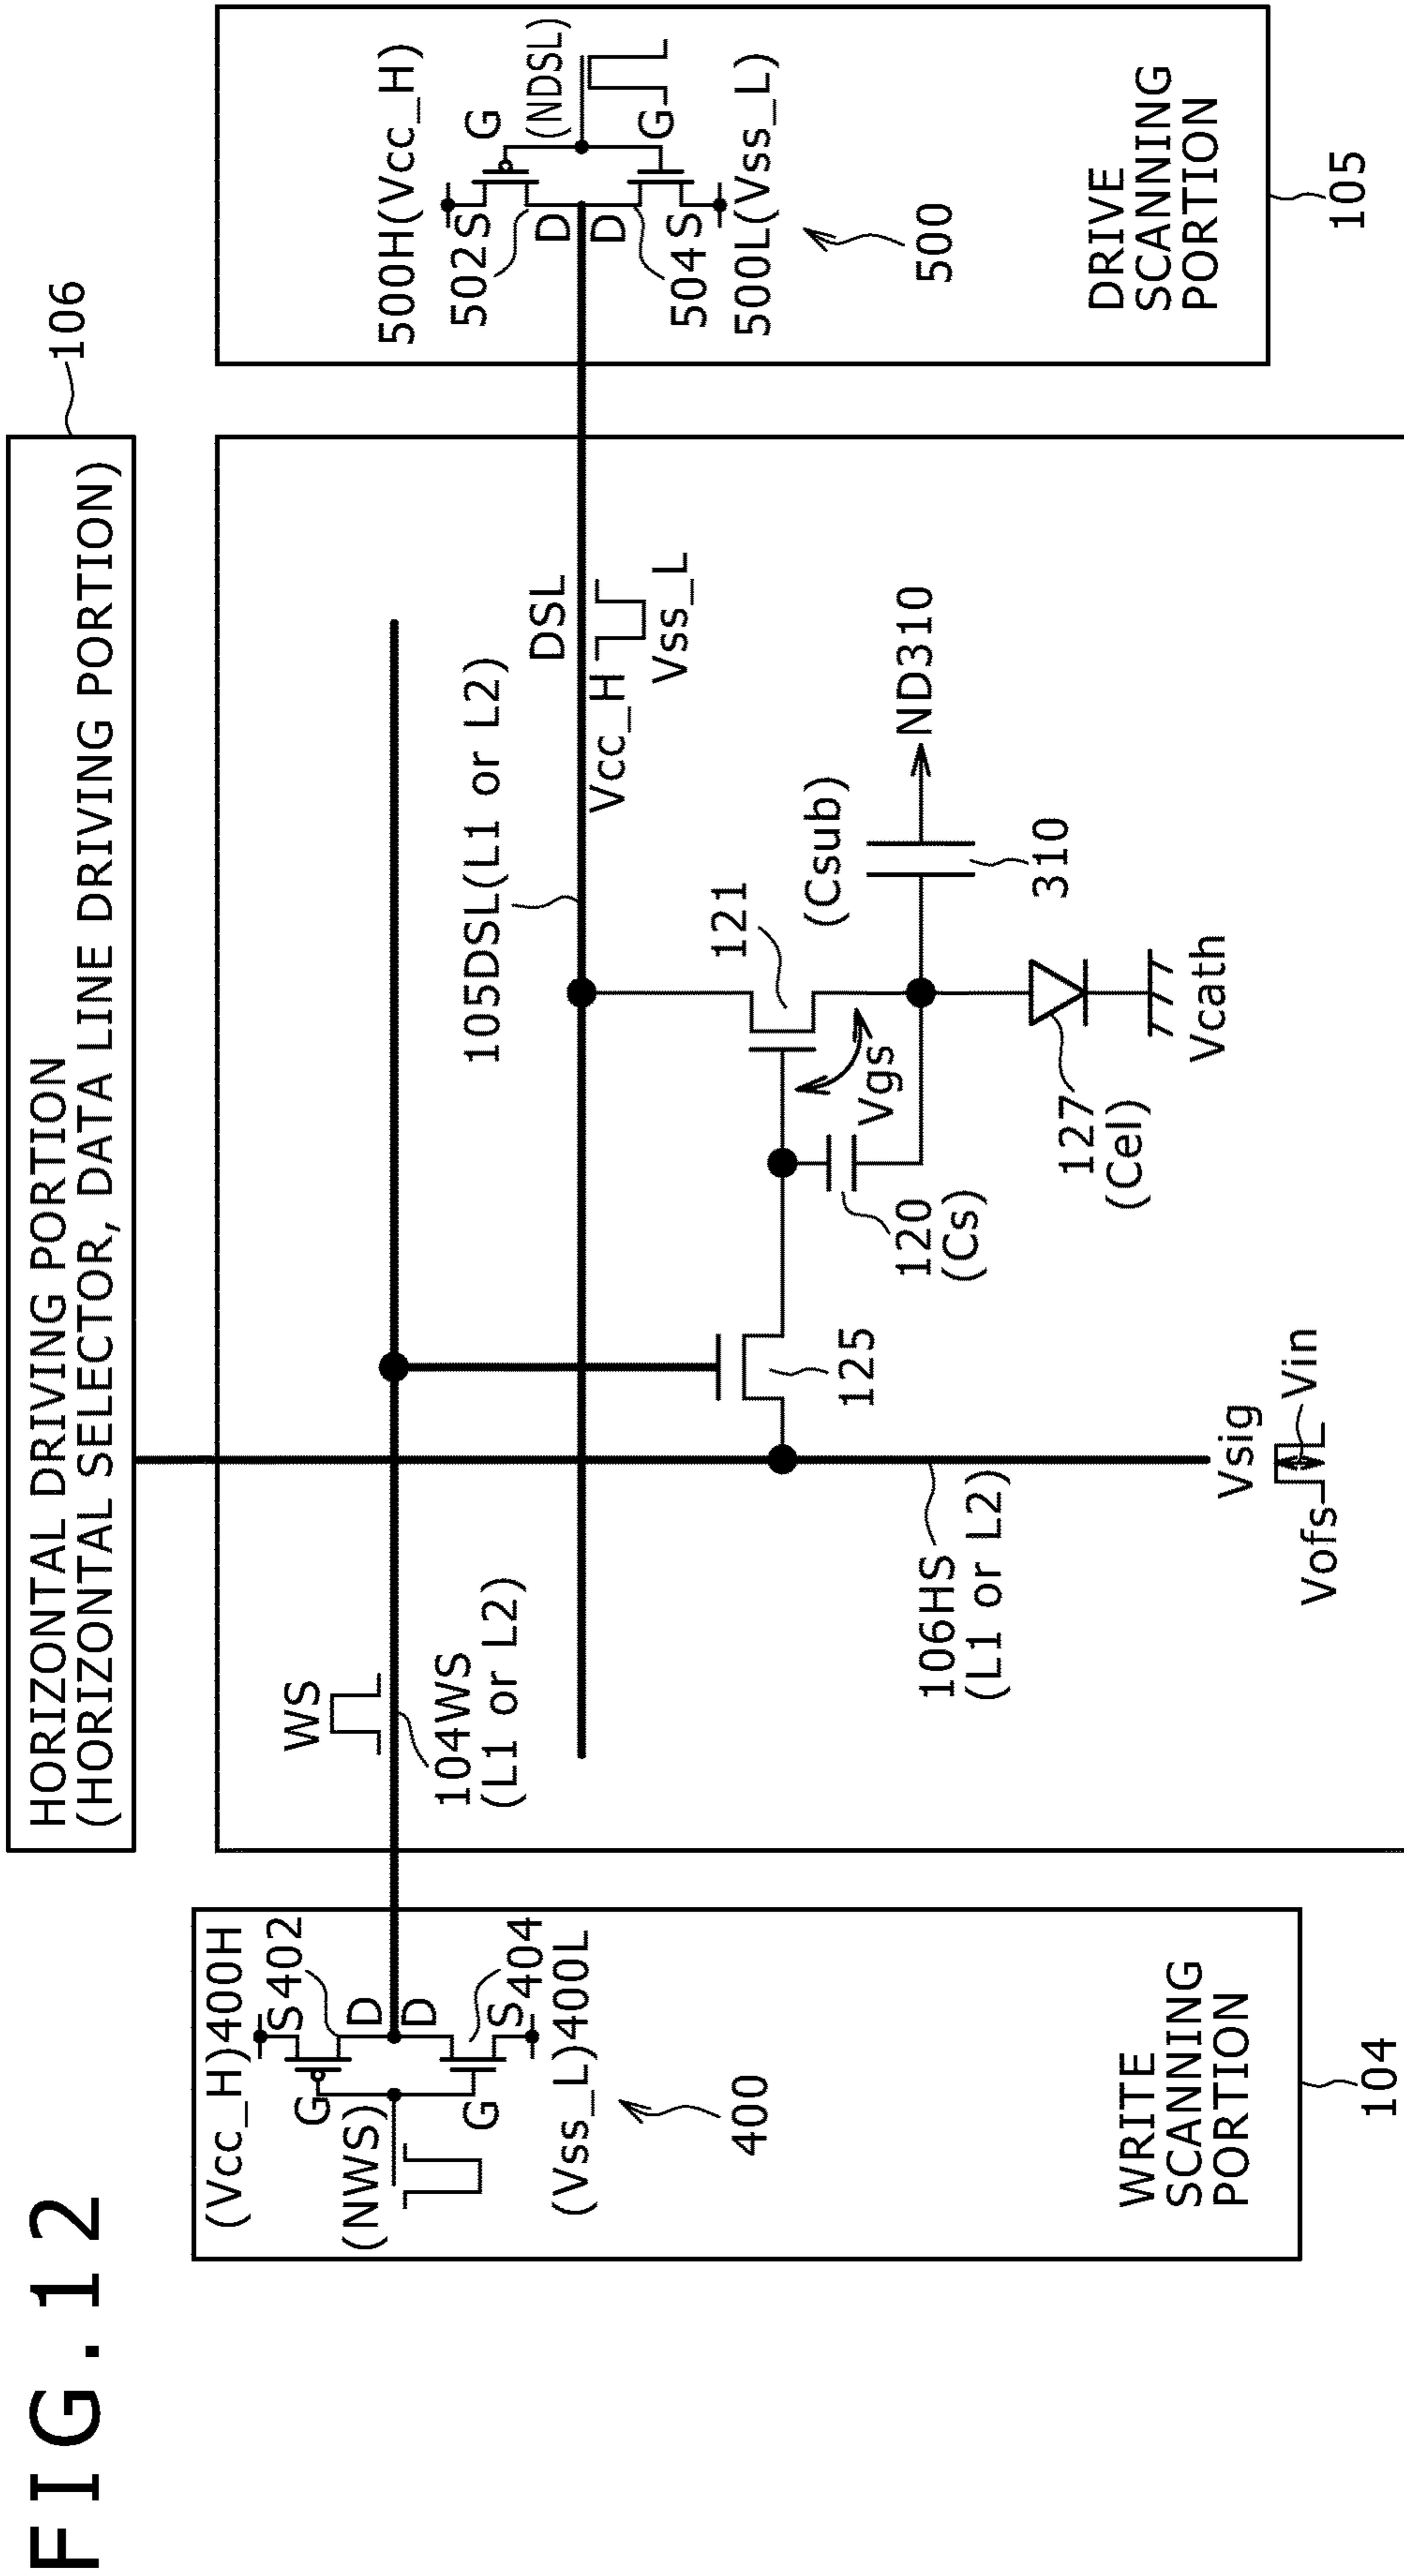 FIG.12
HORIZONTAL DRIVING PORTION
(HORIZONTAL SELECTOR, DATA LINE DRIVING PORTION)
106
(Vcc_H)400H
S402
G
D
(NWS)
D
G
S404
(Vss_L)400L
400
WRITE
SCANNING
PORTION
104
WS
104WS
(L1 or L2)
105DSL(L1 or L2)
DSL
Vcc_H
Vss_L
121
(Csub)
ND310
310
Vgs
120
(Cs)
125
127
(Cel)
Vcath
106HS
(L1 or L2)
Vsig
Vin
Vofs
500H(Vcc_H)
502S
G
D
(NDSL)
D
G
504S
500L(Vss_L)
500
DRIVE
SCANNING
PORTION
105